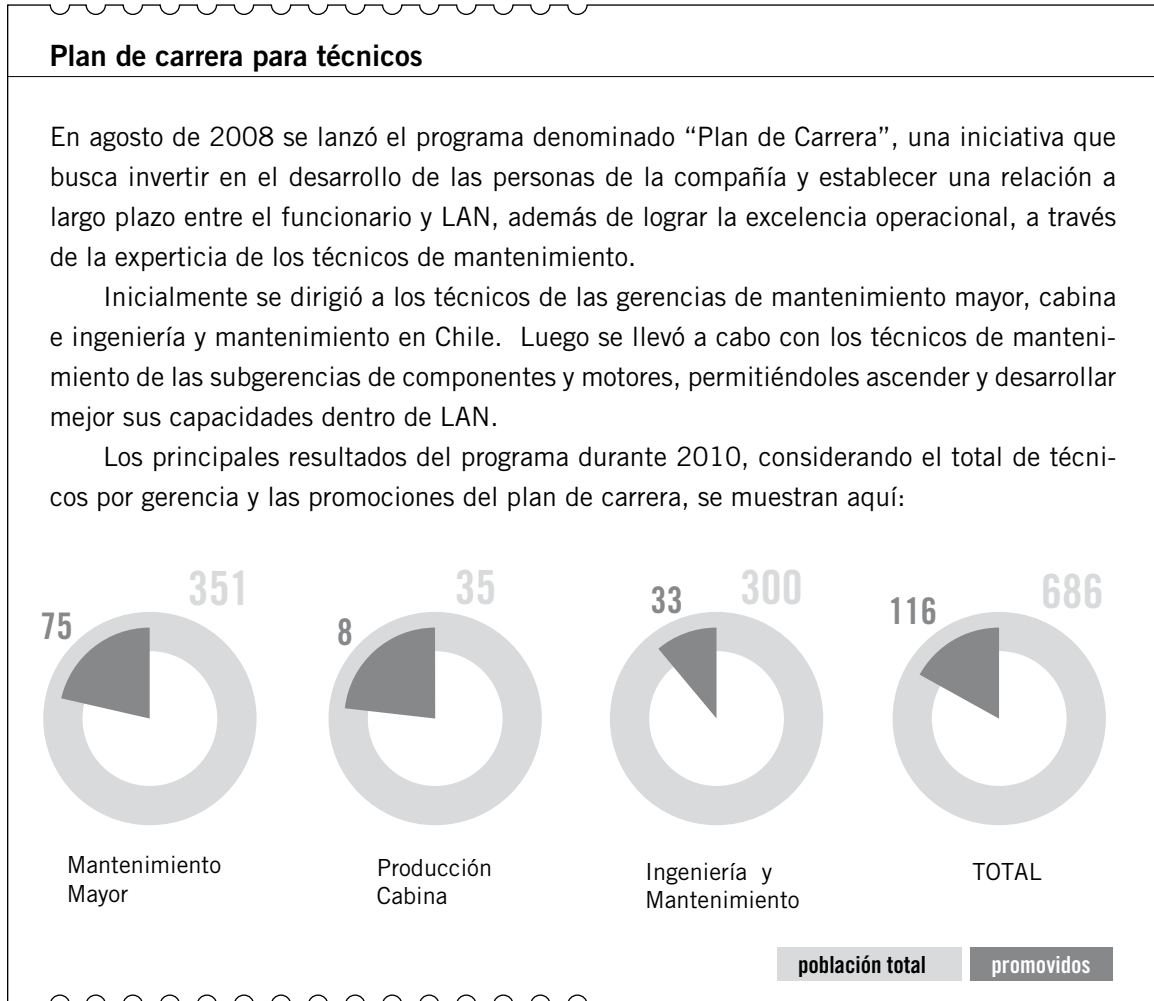 Plan de carrera para técnicos
En agosto de 2008 se lanzó el programa denominado “Plan de Carrera”, una iniciativa que
busca invertir en el desarrollo de las personas de la compañía y establecer una relación a
largo plazo entre el funcionario y LAN, además de lograr la excelencia operacional, a través
de la experticia de los técnicos de mantenimiento.
Inicialmente se dirigió a los técnicos de las gerencias de mantenimiento mayor, cabina
e ingeniería y mantenimiento en Chile. Luego se llevó a cabo con los técnicos de manteni-
miento de las subgerencias de componentes y motores, permitiéndoles ascender y desarrollar
mejor sus capacidades dentro de LAN.
Los principales resultados del programa durante 2010, considerando el total de técni-
cos por gerencia y las promociones del plan de carrera, se muestran aquí:
75 351
8 35
33 300
116 686
Mantenimiento
Mayor
Producción
Cabina
Ingeniería y
Mantenimiento
TOTAL
población total promovidos